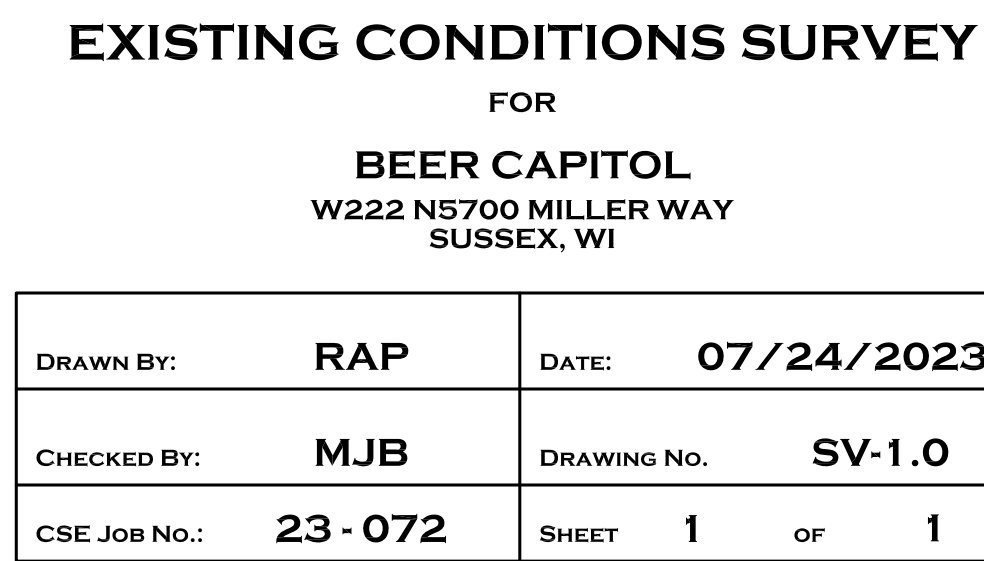 EXISTING CONDITIONS SURVEY
FOR
BEER CAPITOL
W222 N5700 MILLER WAY
SUSSEX, WI
DRAWN BY: RAP DATE: 07/24/2023
CHECKED BY: MJB DRAWING NO. SV-1.0
CSE JOB NO.: 23 - 072 SHEET 1 OF 1